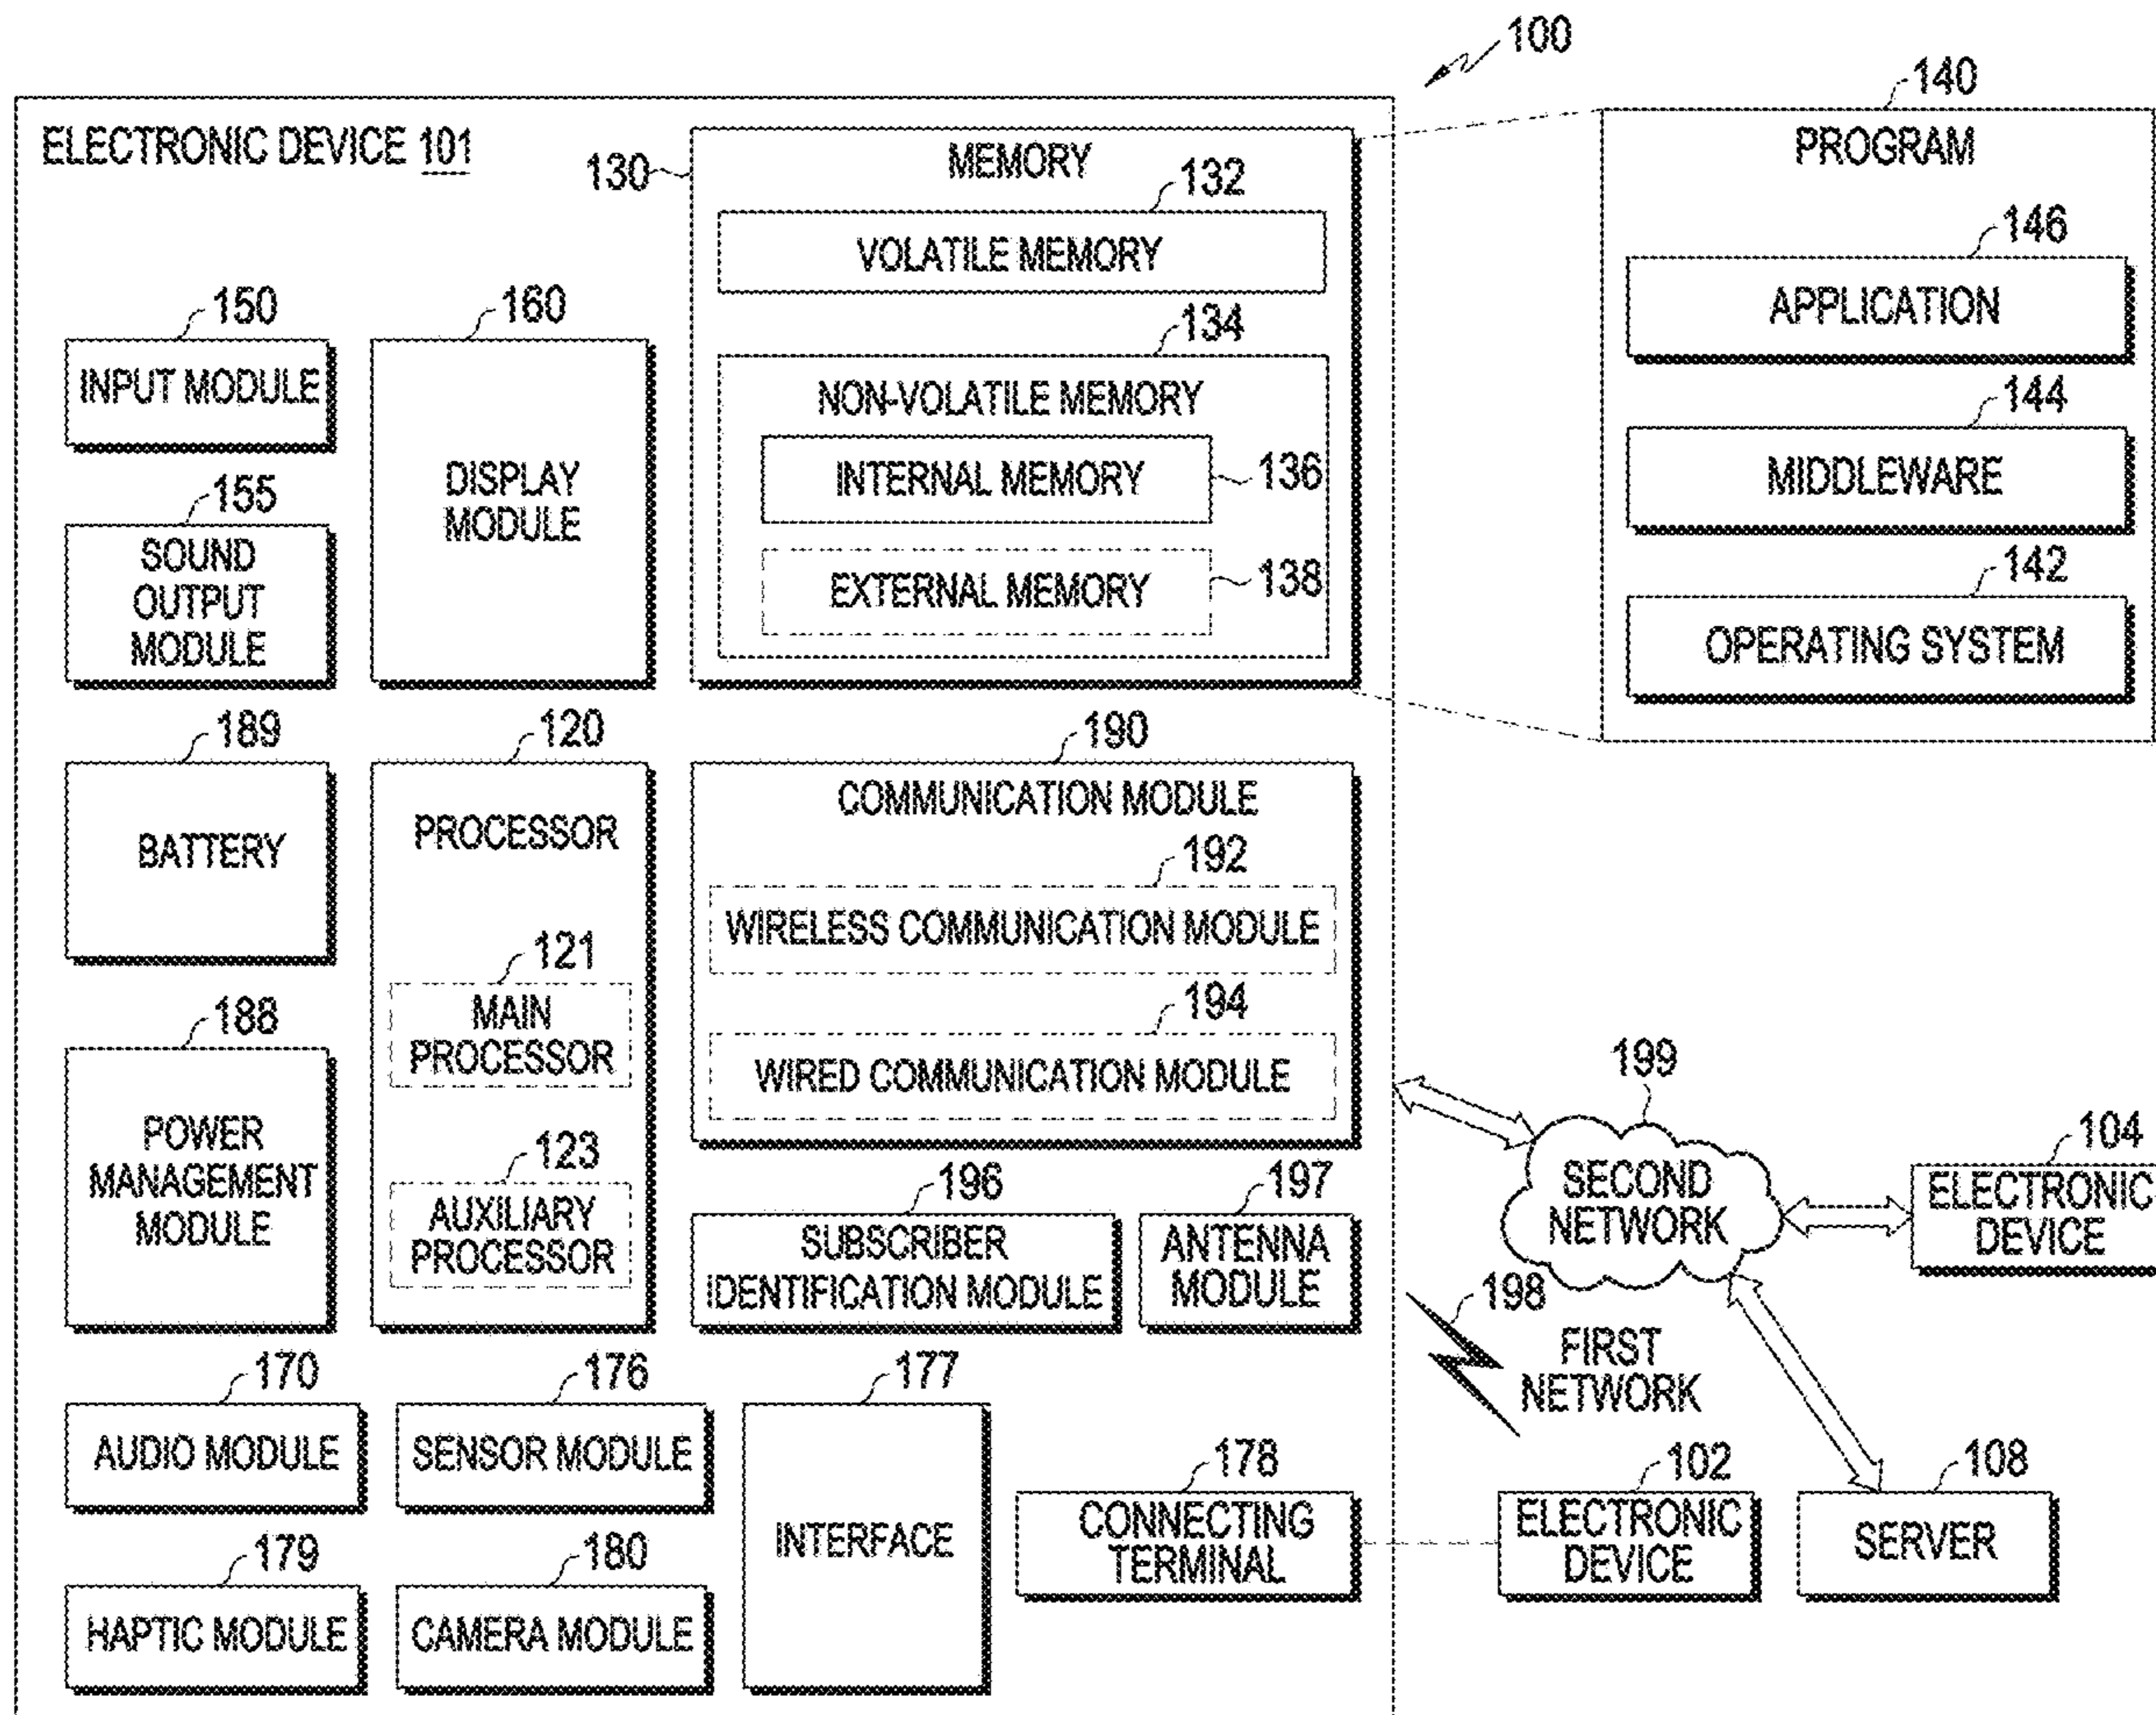 100
ELECTRONIC DEVICE 101
130
MEMORY
132
VOLATILE MEMORY
134
NON-VOLATILE MEMORY
INTERNAL MEMORY
136
EXTERNAL MEMORY
138
140
PROGRAM
146
APPLICATION
144
MIDDLEWARE
142
OPERATING SYSTEM
150
INPUT MODULE
160
DISPLAY
MODULE
155
SOUND
OUTPUT
MODULE
189
BATTERY
120
PROCESSOR
121
MAIN
PROCESSOR
123
AUXILIARY
PROCESSOR
190
COMMUNICATION MODULE
192
WIRELESS COMMUNICATION MODULE
194
WIRED COMMUNICATION MODULE
188
POWER
MANAGEMENT
MODULE
196
SUBSCRIBER
IDENTIFICATION MODULE
197
ANTENNA
MODULE
199
SECOND
NETWORK
104
ELECTRONIC
DEVICE
198
FIRST
NETWORK
170
AUDIO MODULE
176
SENSOR MODULE
177
INTERFACE
178
CONNECTING
TERMINAL
102
ELECTRONIC
DEVICE
108
SERVER
179
HAPTIC MODULE
180
CAMERA MODULE